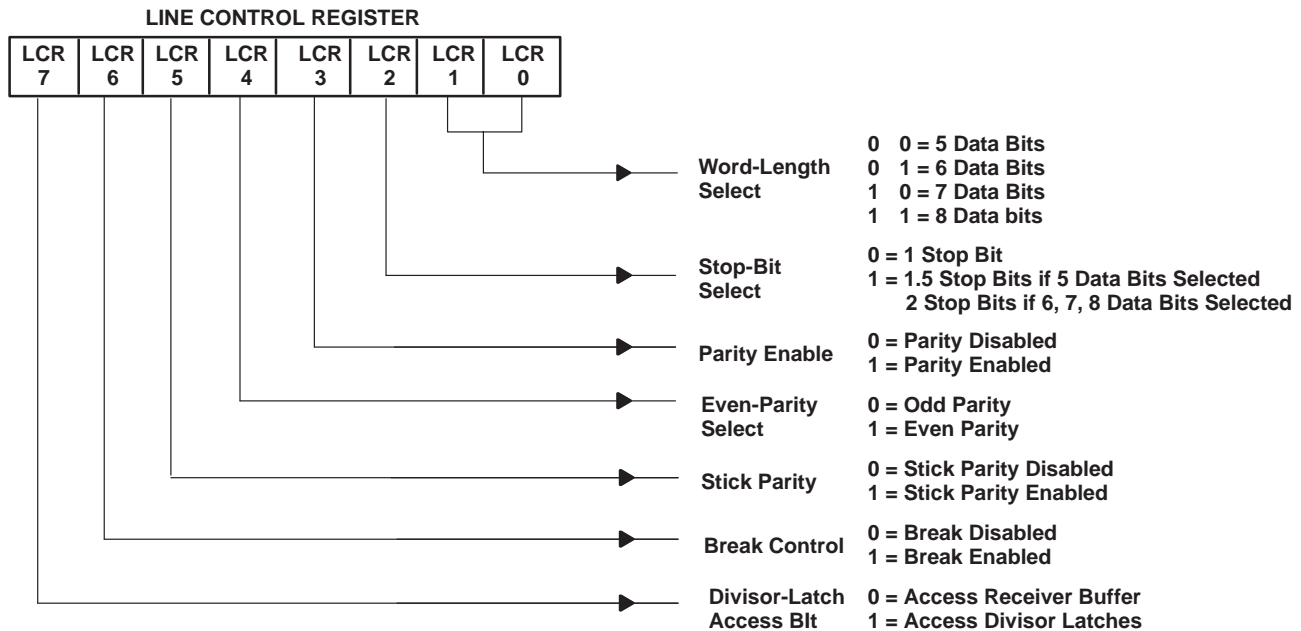 LINE CONTROL REGISTER
LCR LCR LCR LCR LCR LCR LCR LCR
7 6 5 4 3 2 1 0
Word-Length
Select
0 0 = 5 Data Bits
0 1 = 6 Data Bits
1 0 = 7 Data Bits
1 1 = 8 Data bits
Stop-Bit
Select
0 = 1 Stop Bit
1 = 1.5 Stop Bits if 5 Data Bits Selected
2 Stop Bits if 6, 7, 8 Data Bits Selected
Parity Enable
0 = Parity Disabled
1 = Parity Enabled
Even-Parity
Select
0 = Odd Parity
1 = Even Parity
Stick Parity
0 = Stick Parity Disabled
1 = Stick Parity Enabled
Break Control
0 = Break Disabled
1 = Break Enabled
Divisor-Latch
Access BIt
0 = Access Receiver Buffer
1 = Access Divisor Latches